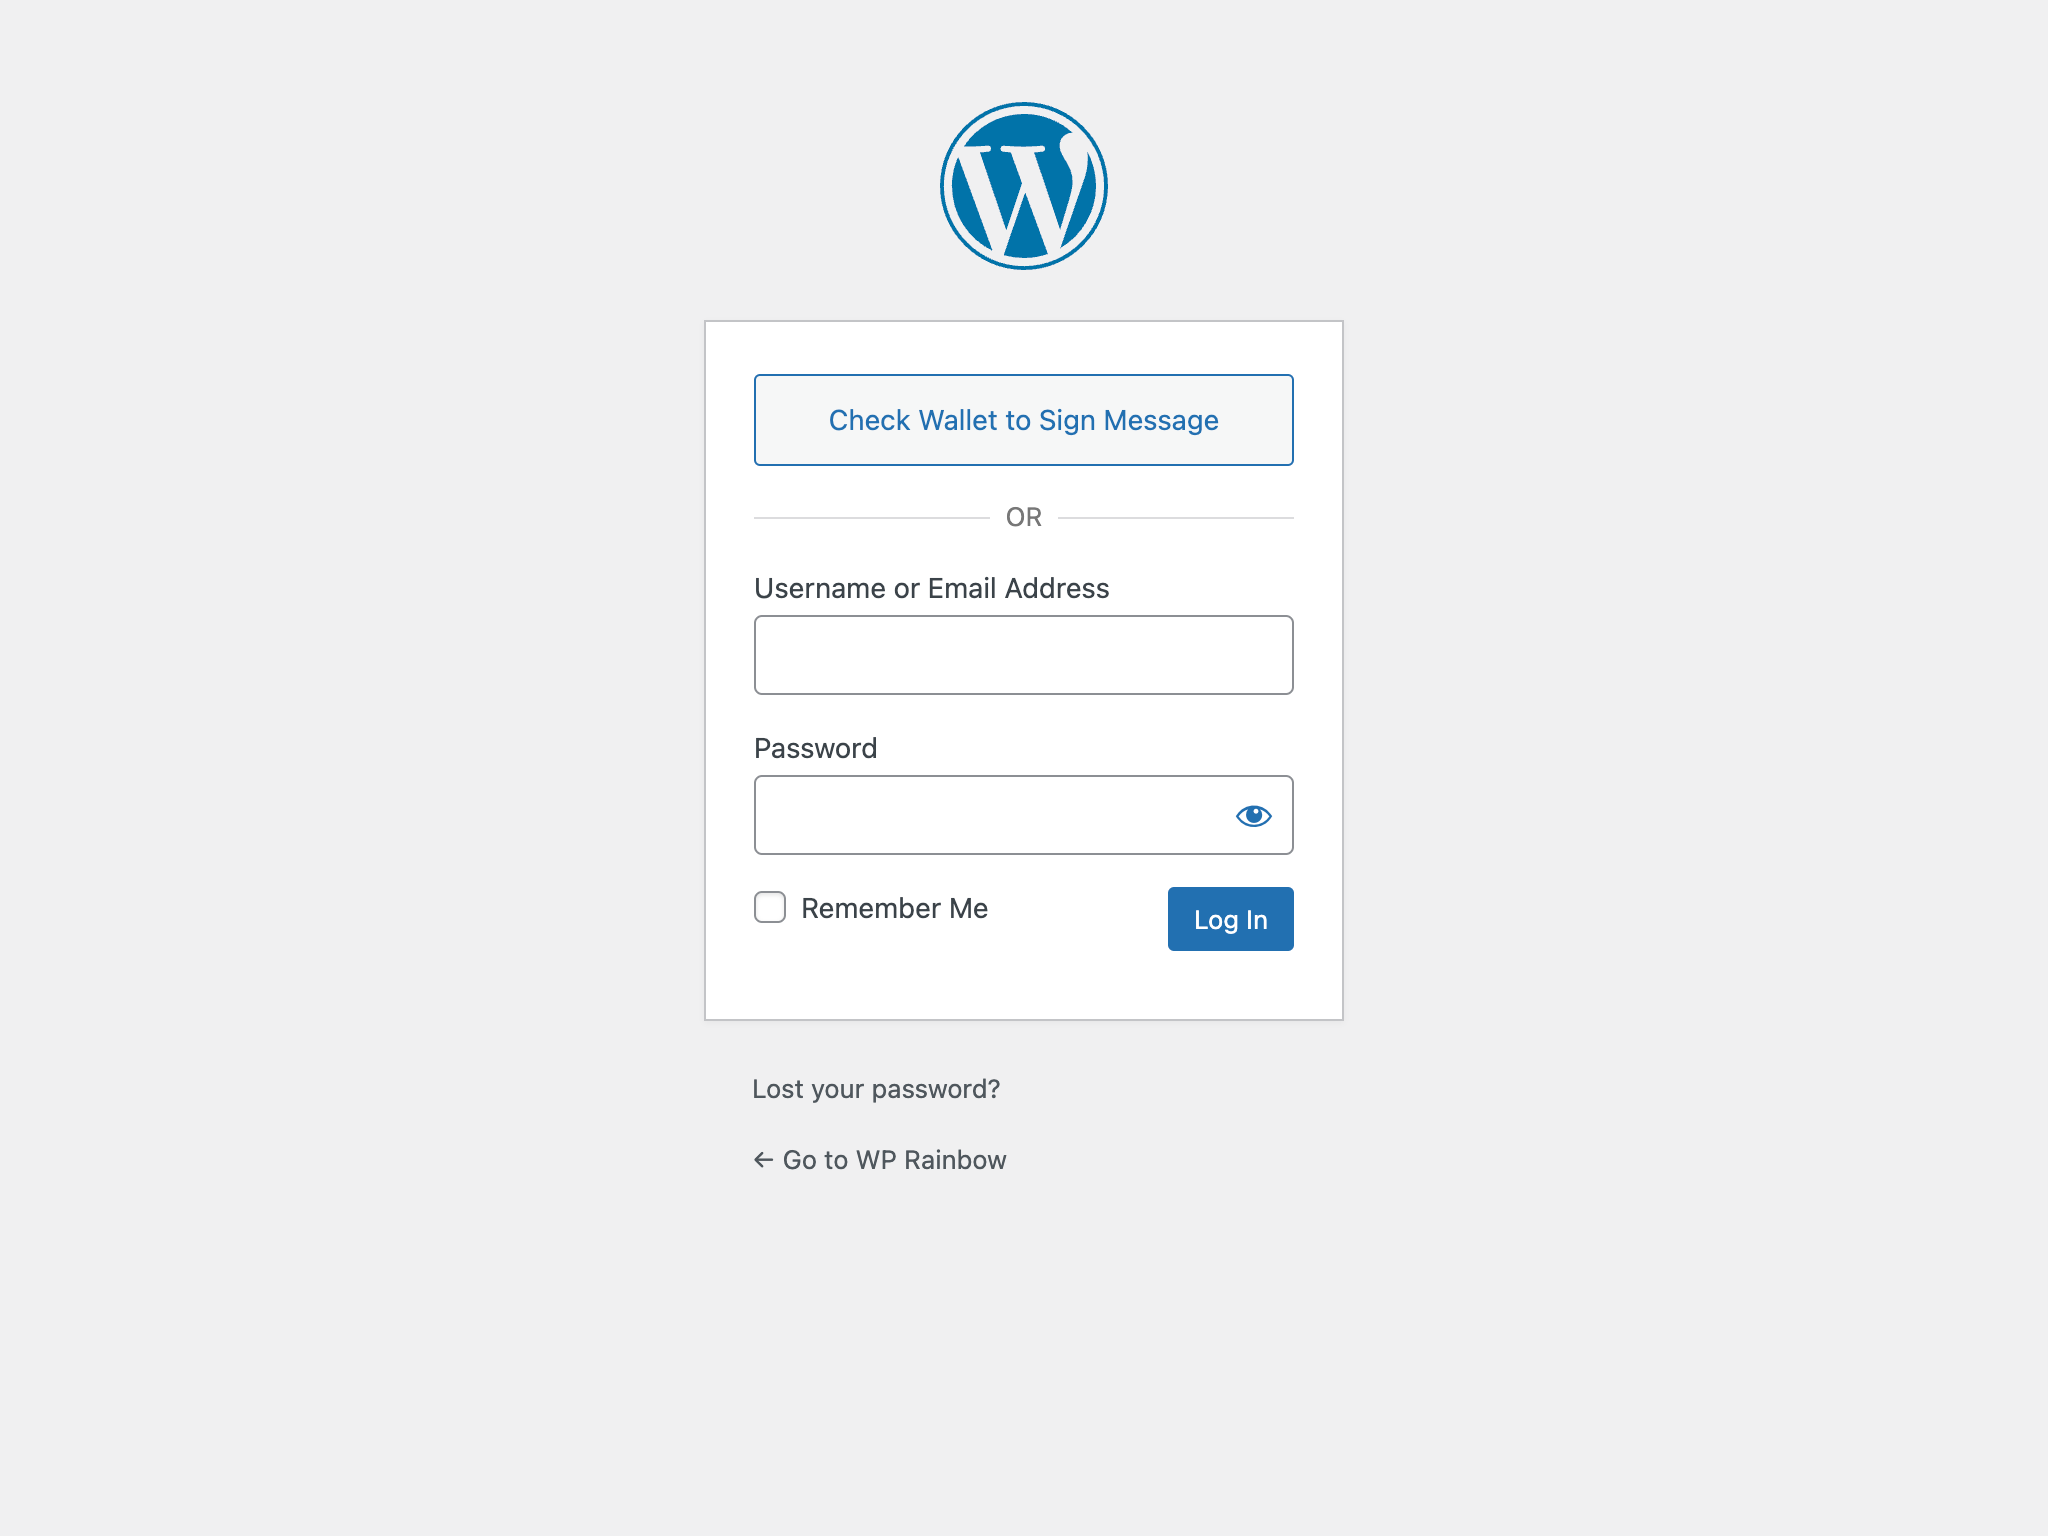 Check Wallet to Sign Message
OR
Username or Email Address
Password
Remember Me
Log In
Lost your password?
← Go to WP Rainbow